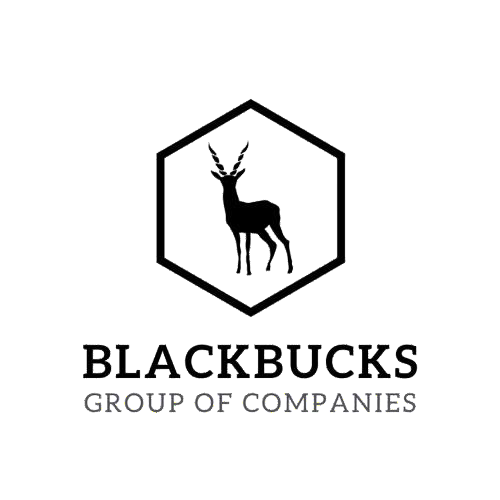 BLACKBUCKS
GROUP OF COMPANIES